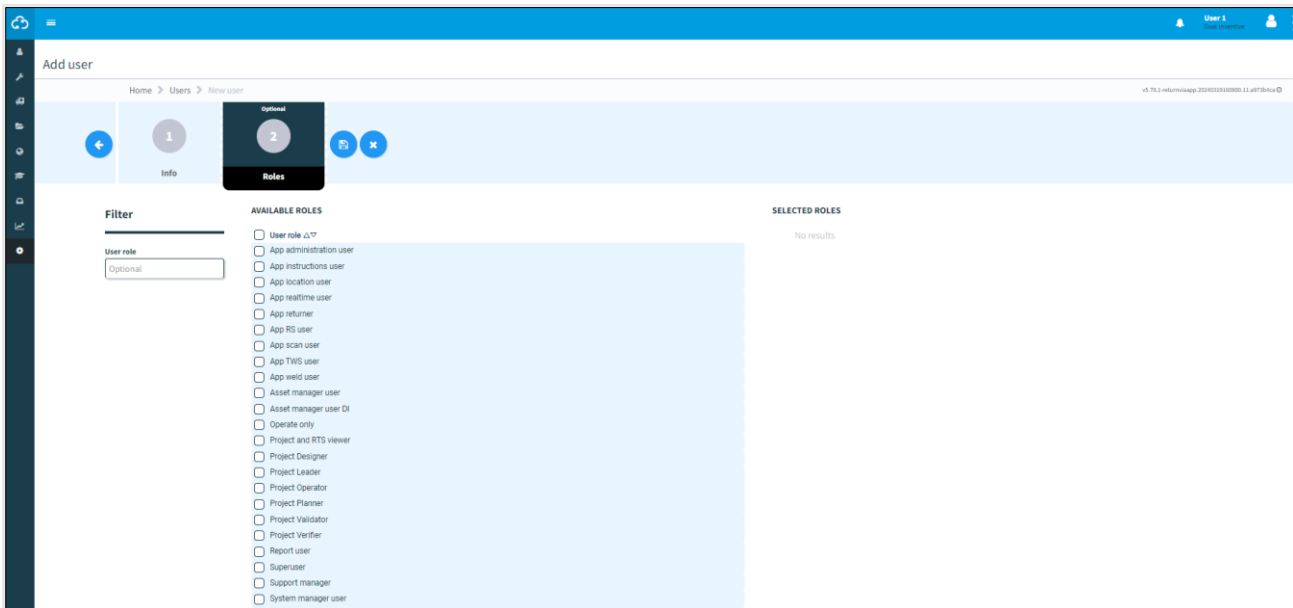 User 1
Dual Inventive
Add user
Home > Users > New user
1
Info
Optional
2
Roles
Filter
User role
Optional
AVAILABLE ROLES
User role
App administration user
App instructions user
App location user
App realtime user
App returner
App RS user
App scan user
App TWS user
App weld user
Asset manager user
Asset manager user DI
Operate only
Project and RTS viewer
Project Designer
Project Leader
Project Operator
Project Planner
Project Validator
Project Verifier
Report user
Superuser
Support manager
System manager user
SELECTED ROLES
No results